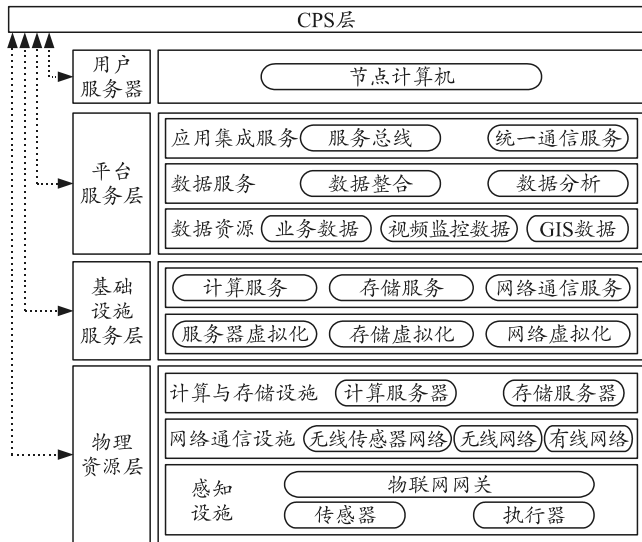 CPS层
用户
服务器
节点计算机
平台
服务层
应用集成服务 服务总线 统一通信服务
数据服务 数据整合 数据分析
数据资源 业务数据 视频监控数据 GIS数据
基础
设施
服务层
计算服务 存储服务 网络通信服务
服务器虚拟化 存储虚拟化 网络虚拟化
物理
资源层
计算与存储设施 计算服务器 存储服务器
网络通信设施 无线传感器网络 无线网络 有线网络
感知
设施
物联网网关
传感器 执行器